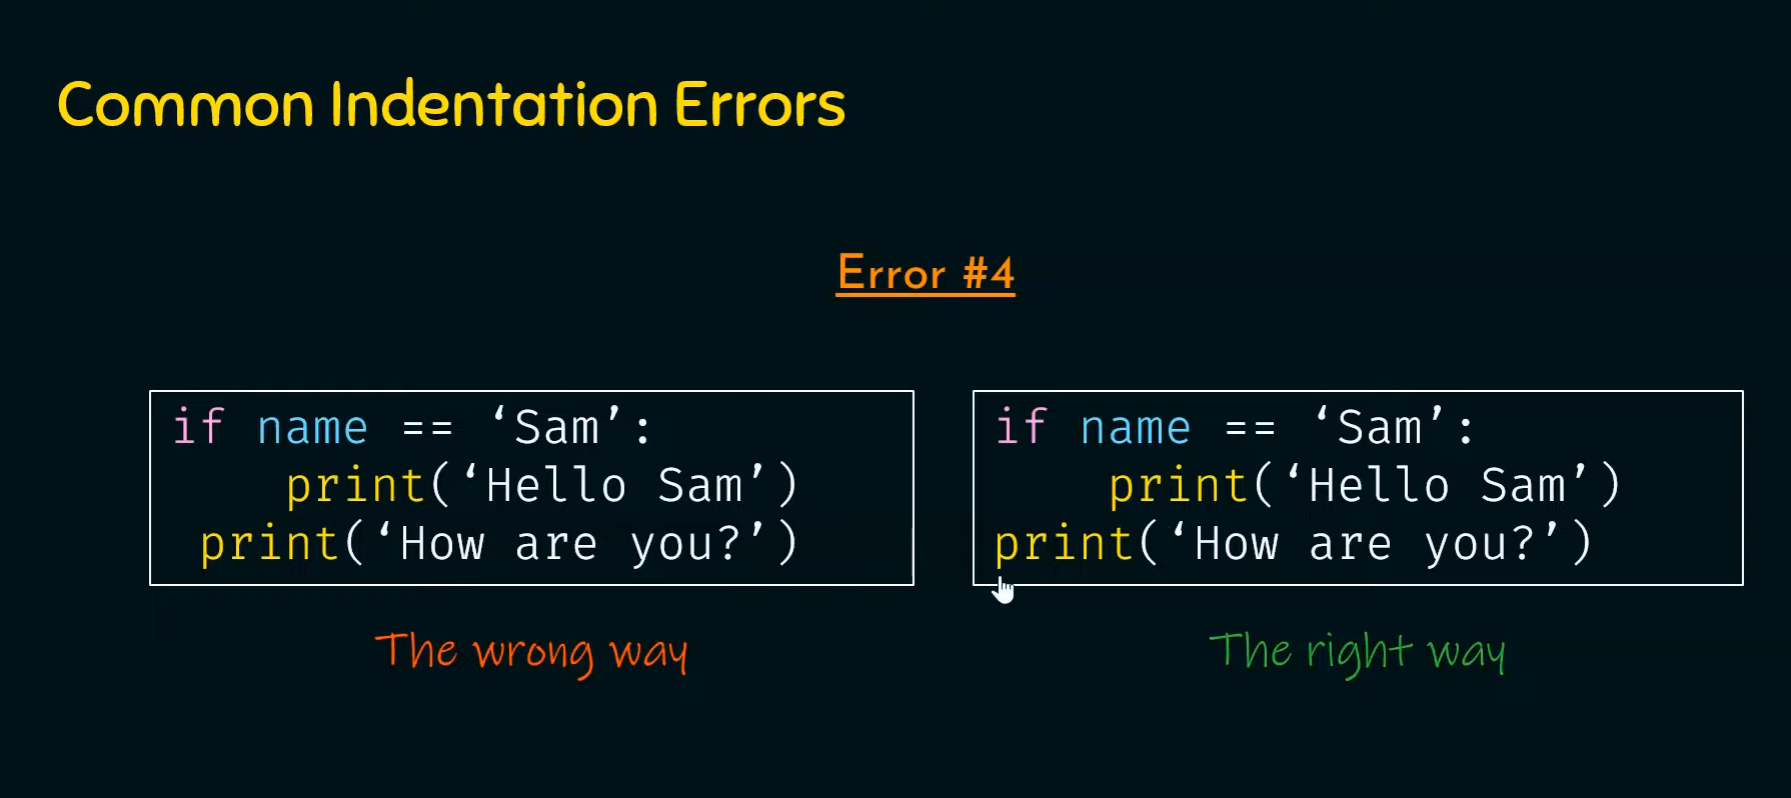 Common Indentation Errors
Error #4
if name == ‘Sam’:
    print(‘Hello Sam’)
 print(‘How are you?’)
The wrong way
if name == ‘Sam’:
    print(‘Hello Sam’)
print(‘How are you?’)
The right way